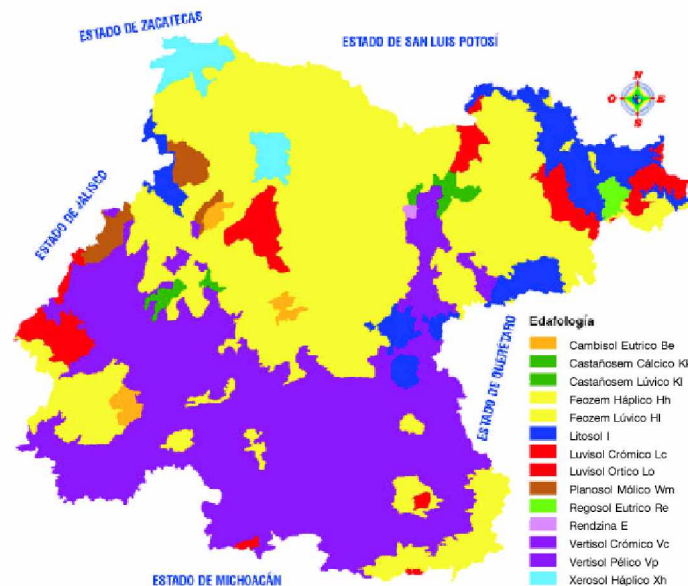 ESTADO DE ZACATECAS
ESTADO DE SAN LUIS POTOSÍ
N
O E
S
ESTADO DE JALISCO
ESTADO DE QUERÉTARO
Edafología
Cambisol Eutrico Be
Castañosem Cálcico Kk
Castañosem Lúvico Kl
Feozem Háplico Hh
Feozem Lúvico Hl
Litosol I
Luvisol Crómico Lc
Luvisol Ortico Lo
Planosol Mólico Wm
Regosol Eutrico Re
Rendzina E
Vertisol Crómico Vc
Vertisol Pélico Vp
Xerosol Háplico Xh
ESTADO DE MICHOACÁN